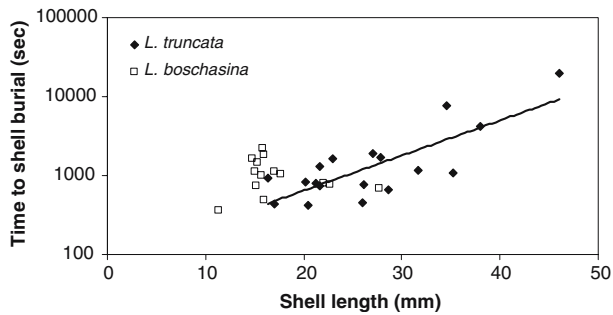 100000
10000
1000
100
Time to shell burial (sec)
L. truncata
L. boschasina
0 10 20 30 40 50
Shell length (mm)